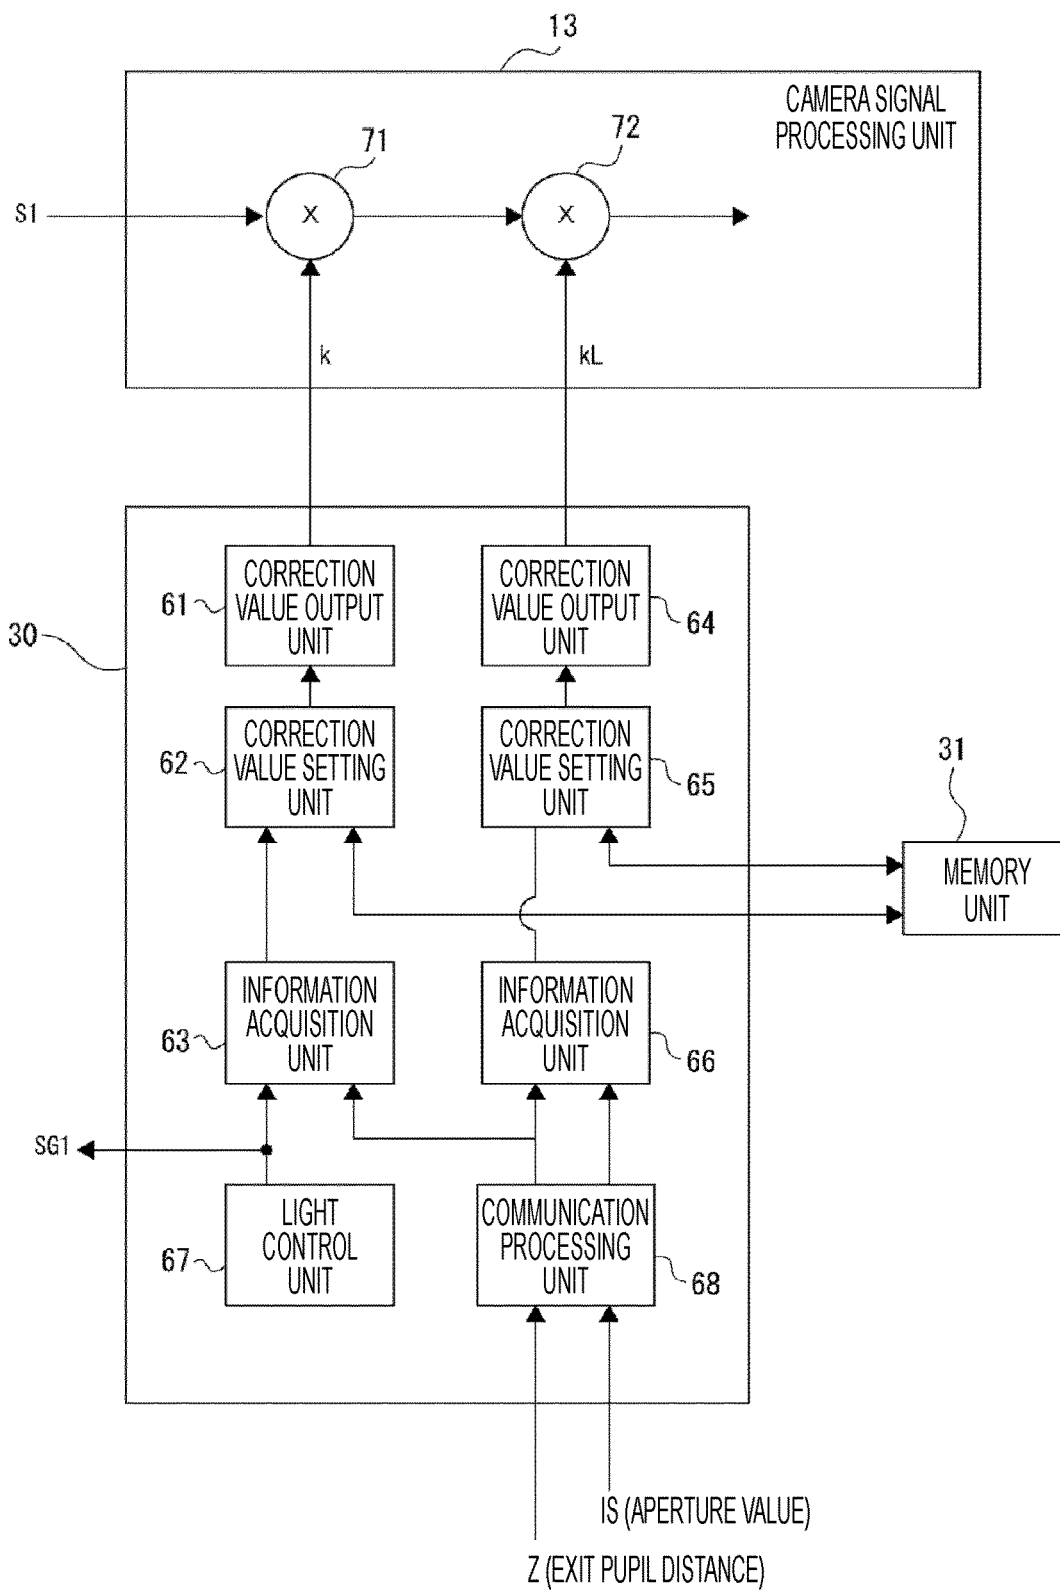 13
CAMERA SIGNAL
PROCESSING UNIT
71
72
S1
X
X
k
kL
30
61
CORRECTION
VALUE OUTPUT
UNIT
CORRECTION
VALUE OUTPUT
UNIT
64
62
CORRECTION
VALUE SETTING
UNIT
CORRECTION
VALUE SETTING
UNIT
65
31
MEMORY
UNIT
63
INFORMATION
ACQUISITION
UNIT
INFORMATION
ACQUISITION
UNIT
66
SG1
67
LIGHT
CONTROL
UNIT
COMMUNICATION
PROCESSING
UNIT
68
IS (APERTURE VALUE)
Z (EXIT PUPIL DISTANCE)